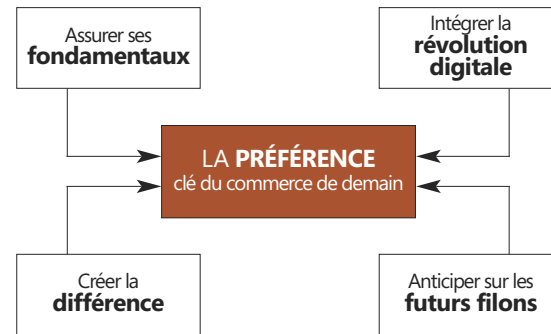 Assurer ses
fondamentaux
Intégrer la
révolution
digitale
LA PRÉFÉRENCE
clé du commerce de demain
Créer la
différence
Anticiper sur les
futurs filons